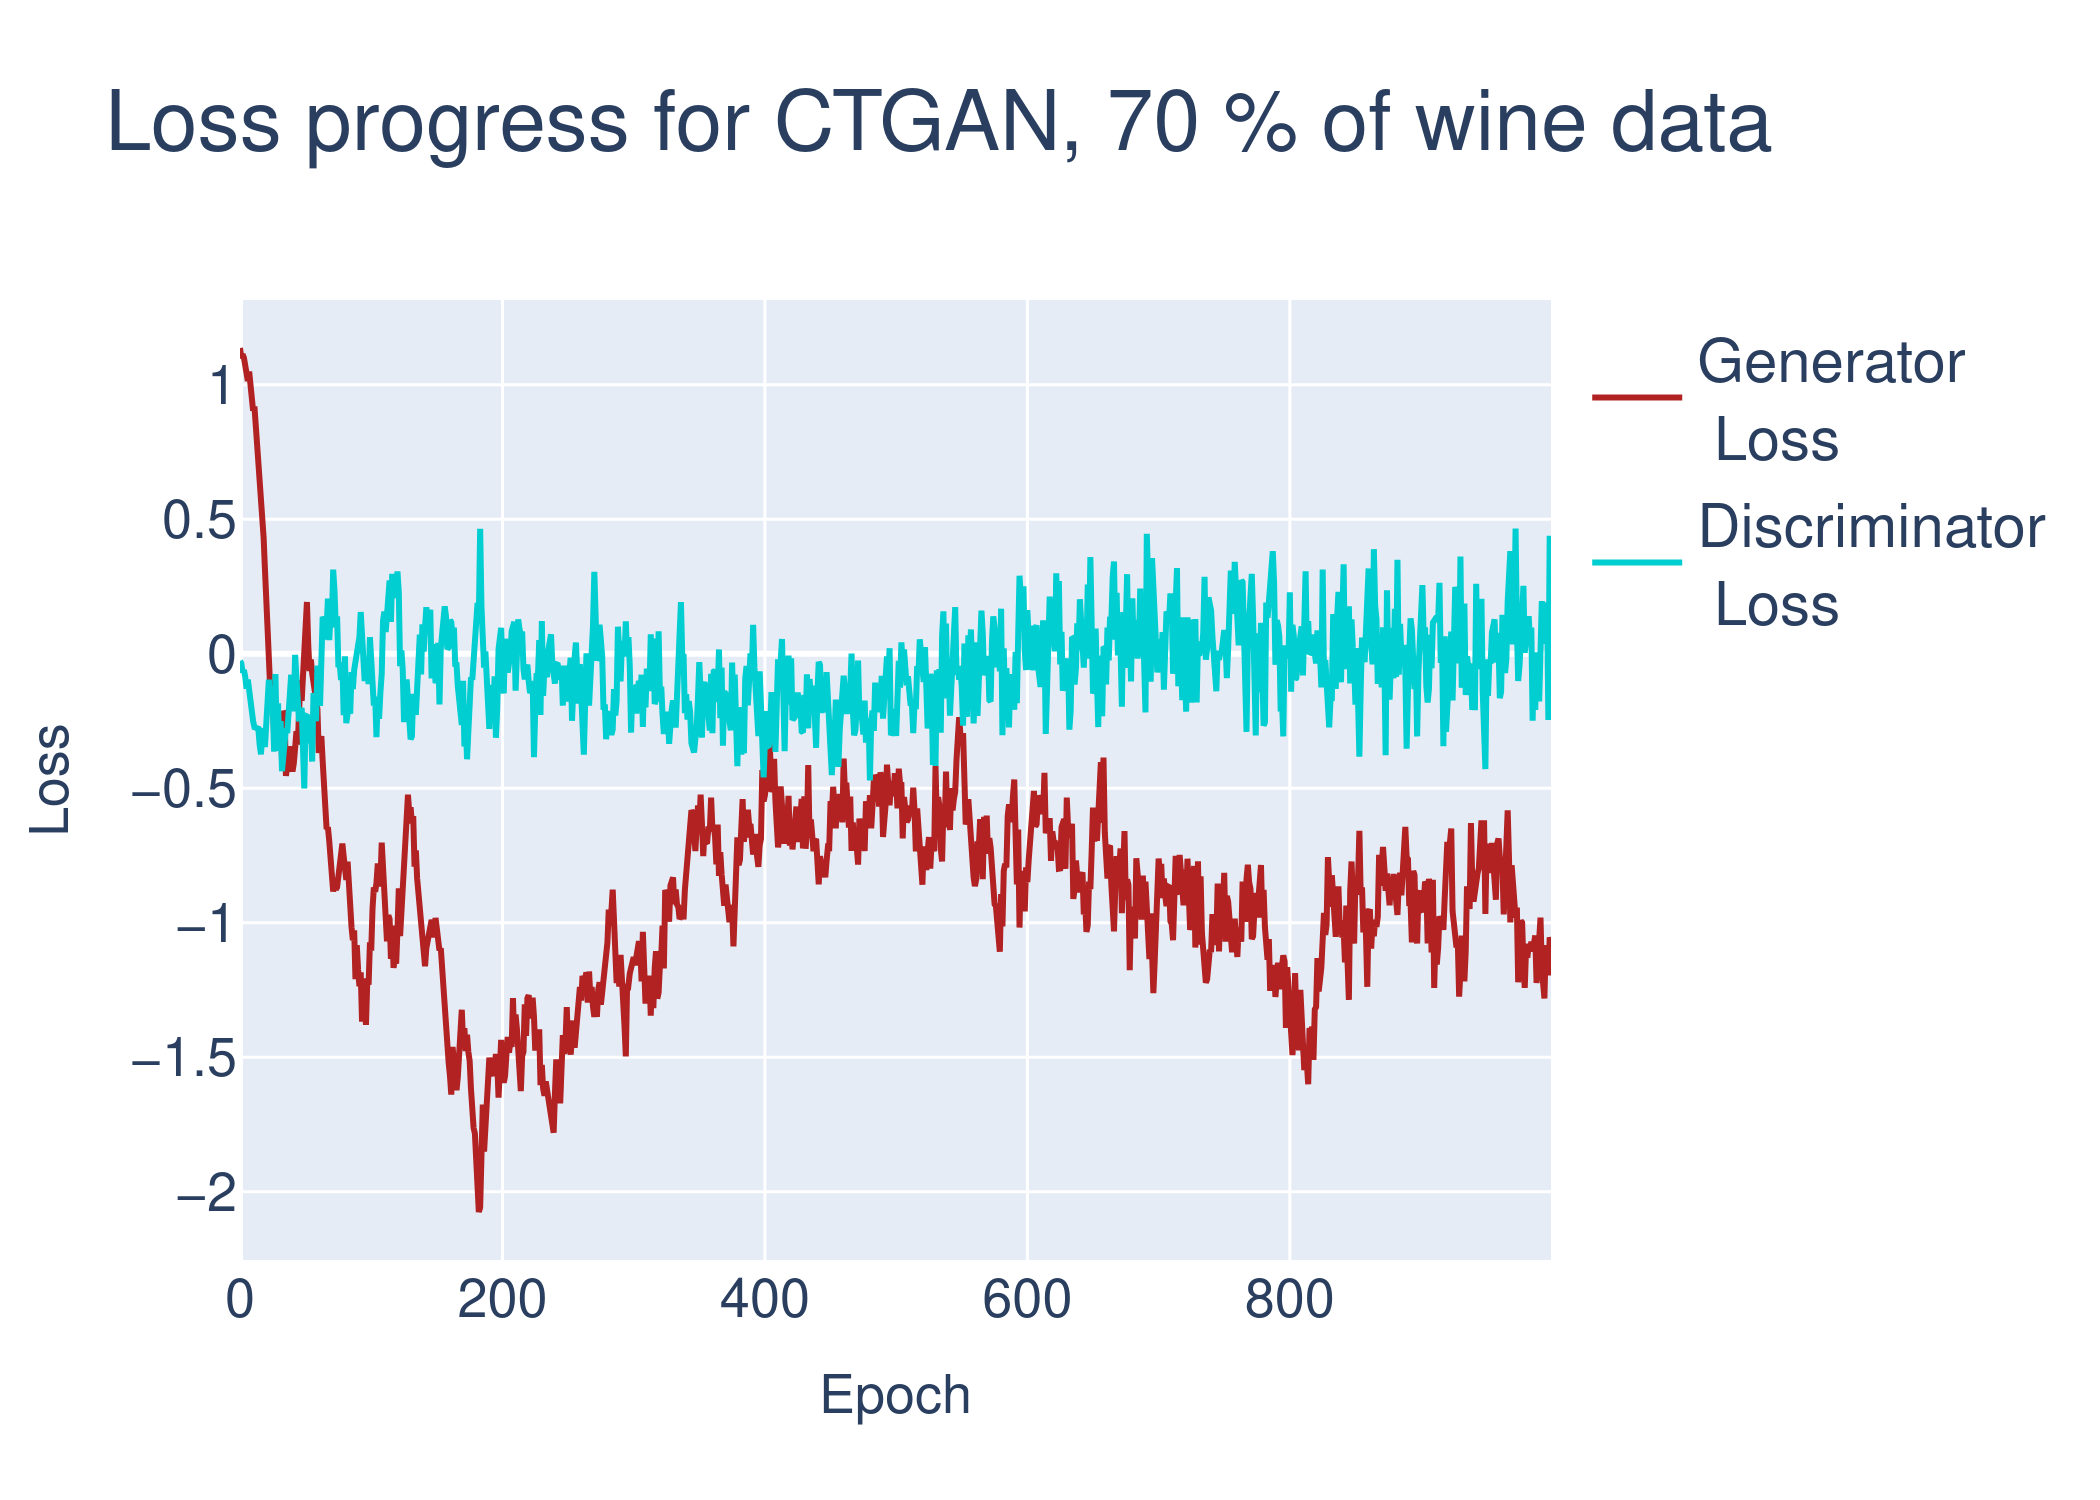 Loss progress for CTGAN, 70 % of wine data
Generator
Loss
Discriminator
Loss
1
0.5
0
−0.5
−1
−1.5
−2
Loss
0 200 400 600 800
Epoch